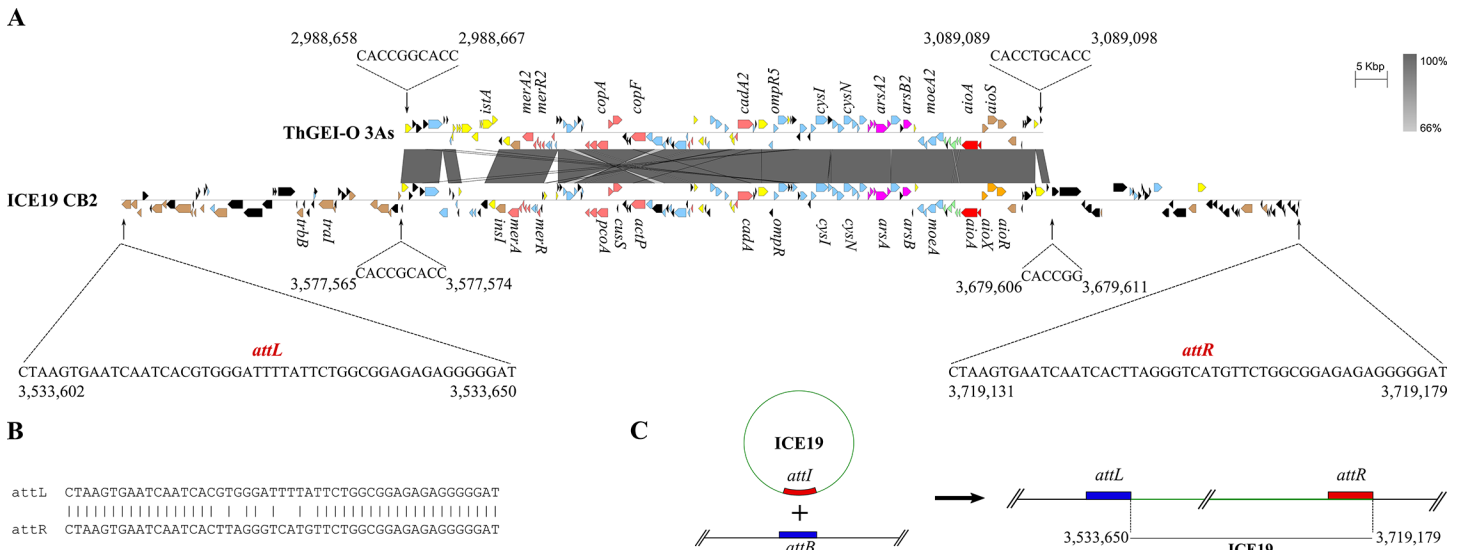 A
2,988,658
2,988,667
CACCGGCACC
3,089,089
3,089,098
CACCTGCACC
5 Kbp
100%
66%
istA
merA2
merR2
copA
copF
cadA2
ompR5
cysI
cysN
arsA2
arsB2
moeA2
aioA
aioS
ThGEI-O 3As
ICE19 CB2
trbB
traI
tnsI
merA
merR
pcoA
cusS
actP
cadA
ompR
cysI
cysN
arsA
arsB
moeA
aioA
aioX
aioR
CACCGCACC
3,577,565
3,577,574
CACCGG
3,679,606
3,679,611
attL
CTAAGTGAATCAATCACGTGGGATTTTATTCTGGCGGAGAGAGGGGGAT
3,533,602
3,533,650
attR
CTAAGTGAATCAATCACTTAGGGTCATGTTCTGGCGGAGAGAGGGGGAT
3,719,131
3,719,179
B
attL CTAAGTGAATCAATCACGTGGGATTTTATTCTGGCGGAGAGAGGGGGAT
attR CTAAGTGAATCAATCACTTAGGGTCATGTTCTGGCGGAGAGAGGGGGAT
C
ICE19
attI
+
attB
attL
attR
3,533,650
3,719,179
ICE19